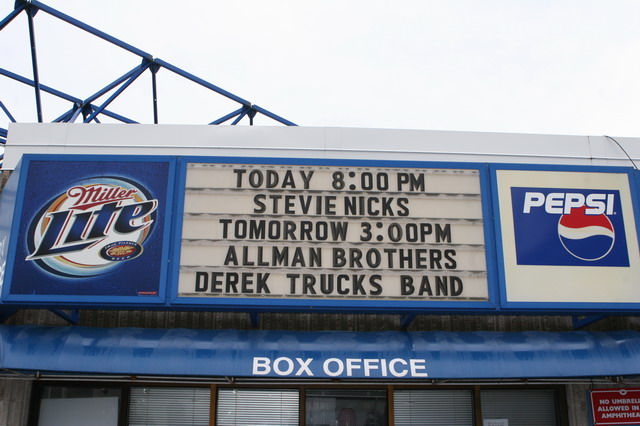 Miller
Lite
TODAY 8:00 PM
STEVIE NICKS
TOMORROW 3:00PM
ALLMAN BROTHERS
DEREK TRUCKS BAND
PEPSI
BOX OFFICE
NO UMBRELL
ALLOWED IN
AMPHITHEA